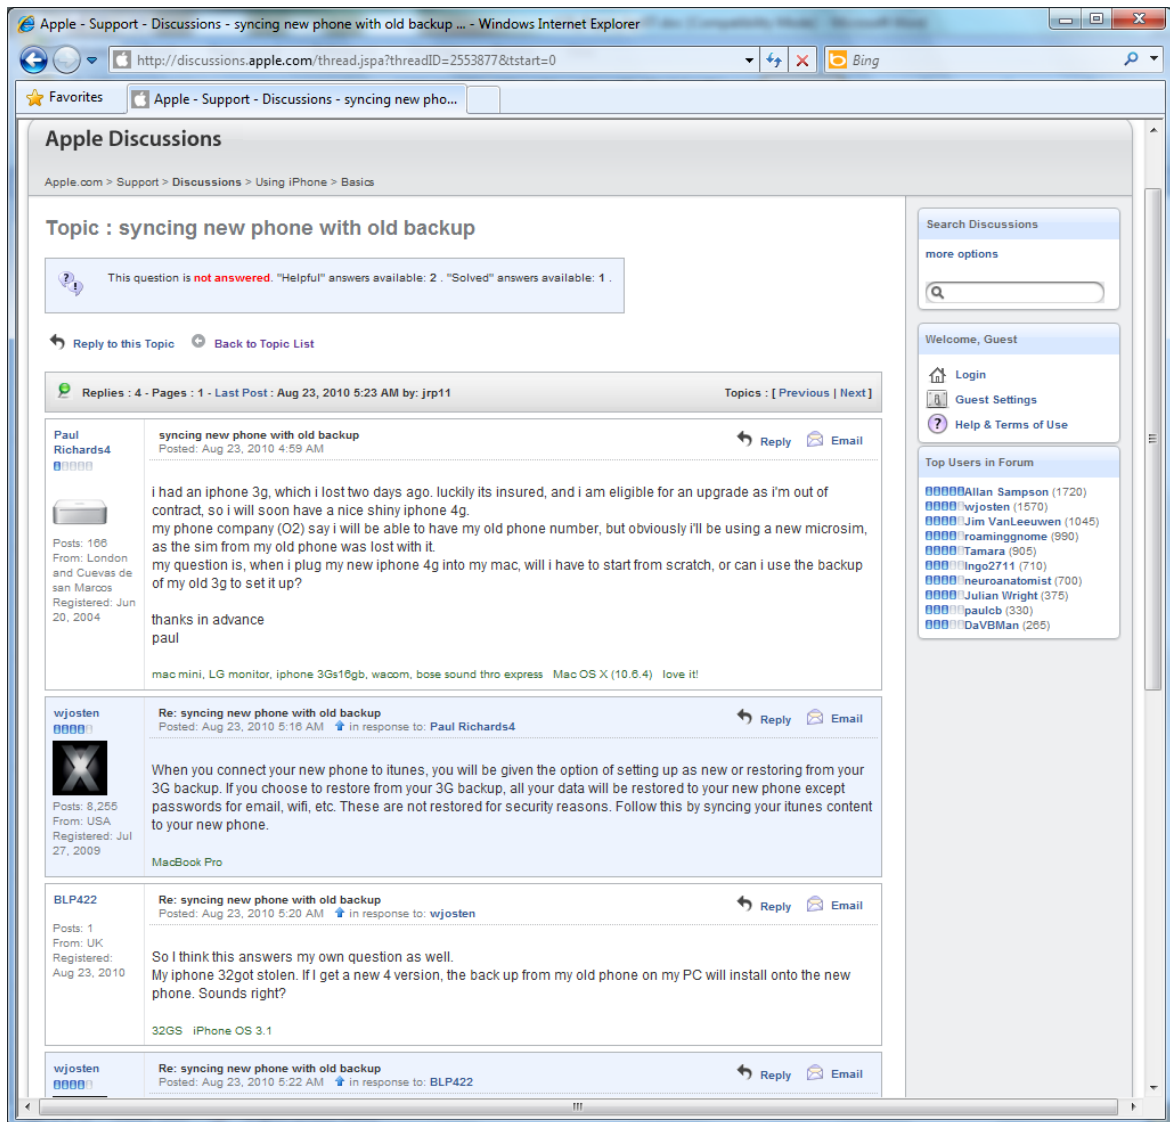 Apple - Support - Discussions - syncing new phone with old backup ... - Windows Internet Explorer
http://discussions.apple.com/thread.jspa?threadID=2553877&tstart=0
Bing
Favorites
Apple - Support - Discussions - syncing new pho...
Apple Discussions
Apple.com > Support > Discussions > Using iPhone > Basics
Topic : syncing new phone with old backup
This question is not answered. "Helpful" answers available: 2 . "Solved" answers available: 1 .
Reply to this Topic Back to Topic List
Replies : 4 - Pages : 1 - Last Post : Aug 23, 2010 5:23 AM by: jrp11
Topics : [ Previous | Next ]
Paul
Richards4
Posts: 166
From: London
and Cuevas de
san Marcos
Registered: Jun
20, 2004
syncing new phone with old backup
Posted: Aug 23, 2010 4:59 AM
Reply Email
i had an iphone 3g, which i lost two days ago. luckily its insured, and i am eligible for an upgrade as i'm out of
contract, so i will soon have a nice shiny iphone 4g.
my phone company (O2) say i will be able to have my old phone number, but obviously i'll be using a new microsim,
as the sim from my old phone was lost with it.
my question is, when i plug my new iphone 4g into my mac, will i have to start from scratch, or can i use the backup
of my old 3g to set it up?
thanks in advance
paul
mac mini, LG monitor, iphone 3Gs16gb, wacom, bose sound thro express Mac OS X (10.6.4) love it!
wjosten
Posts: 8,255
From: USA
Registered: Jul
27, 2009
Re: syncing new phone with old backup
Posted: Aug 23, 2010 5:16 AM in response to: Paul Richards4
Reply Email
When you connect your new phone to itunes, you will be given the option of setting up as new or restoring from your
3G backup. If you choose to restore from your 3G backup, all your data will be restored to your new phone except
passwords for email, wifi, etc. These are not restored for security reasons. Follow this by syncing your itunes content
to your new phone.
MacBook Pro
BLP422
Posts: 1
From: UK
Registered:
Aug 23, 2010
Re: syncing new phone with old backup
Posted: Aug 23, 2010 5:20 AM in response to: wjosten
Reply Email
So I think this answers my own question as well.
My iphone 32got stolen. If I get a new 4 version, the back up from my old phone on my PC will install onto the new
phone. Sounds right?
32GS iPhone OS 3.1
wjosten
Re: syncing new phone with old backup
Posted: Aug 23, 2010 5:22 AM in response to: BLP422
Reply Email
Search Discussions
more options
Welcome, Guest
Login
Guest Settings
Help & Terms of Use
Top Users in Forum
Allan Sampson (1720)
wjosten (1570)
Jim VanLeeuwen (1045)
roaminggnome (990)
Tamara (905)
Ingo2711 (710)
neuroanatomist (700)
Julian Wright (375)
paulcb (330)
DaVBMan (265)